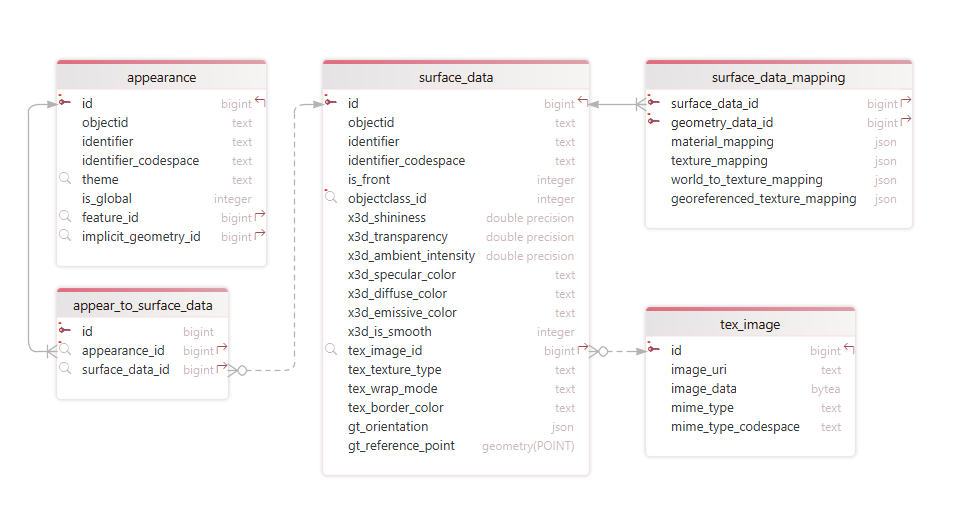 appearance
id bigint
objectid text
identifier text
identifier_codespace text
theme text
is_global integer
feature_id bigint
implicit_geometry_id bigint
appear_to_surface_data
id bigint
appearance_id bigint
surface_data_id bigint
surface_data
id bigint
objectid text
identifier text
identifier_codespace text
is_front integer
objectclass_id integer
x3d_shininess double precision
x3d_transparency double precision
x3d_ambient_intensity double precision
x3d_specular_color text
x3d_diffuse_color text
x3d_emissive_color text
x3d_is_smooth integer
tex_image_id bigint
tex_texture_type text
tex_wrap_mode text
tex_border_color text
gt_orientation json
gt_reference_point geometry(POINT)
surface_data_mapping
surface_data_id bigint
geometry_data_id bigint
material_mapping json
texture_mapping json
world_to_texture_mapping json
georeferenced_texture_mapping json
tex_image
id bigint
image_uri text
image_data bytea
mime_type text
mime_type_codespace text